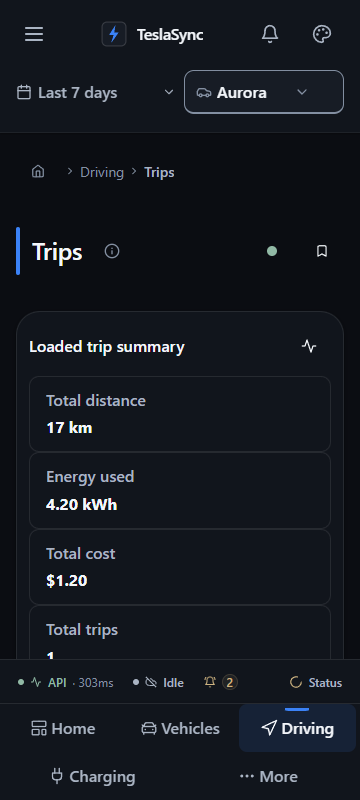 TeslaSync
Last 7 days
Aurora
Driving
Trips
Trips
Loaded trip summary
Total distance
17 km
Energy used
4.20 kWh
Total cost
$1.20
Total trips
1
API · 303ms
Idle
2
Status
Home
Vehicles
Driving
Charging
More